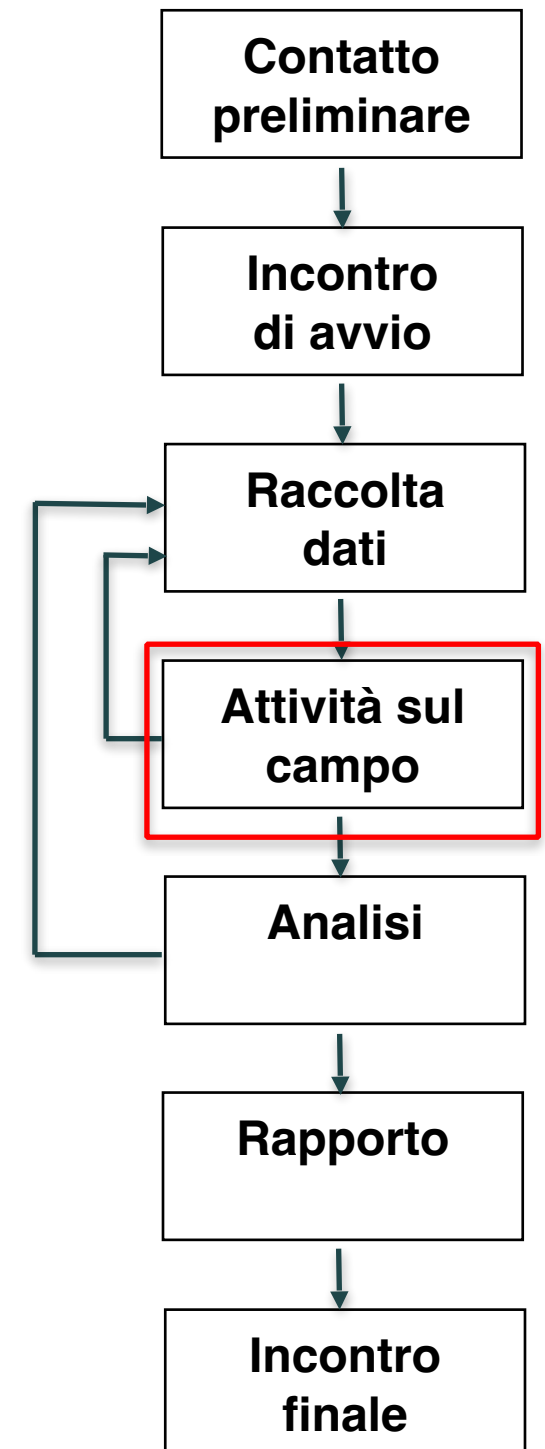 Contatto
preliminare
Incontro
di avvio
Raccolta
dati
Attività sul
campo
Analisi
Rapporto
Incontro
finale